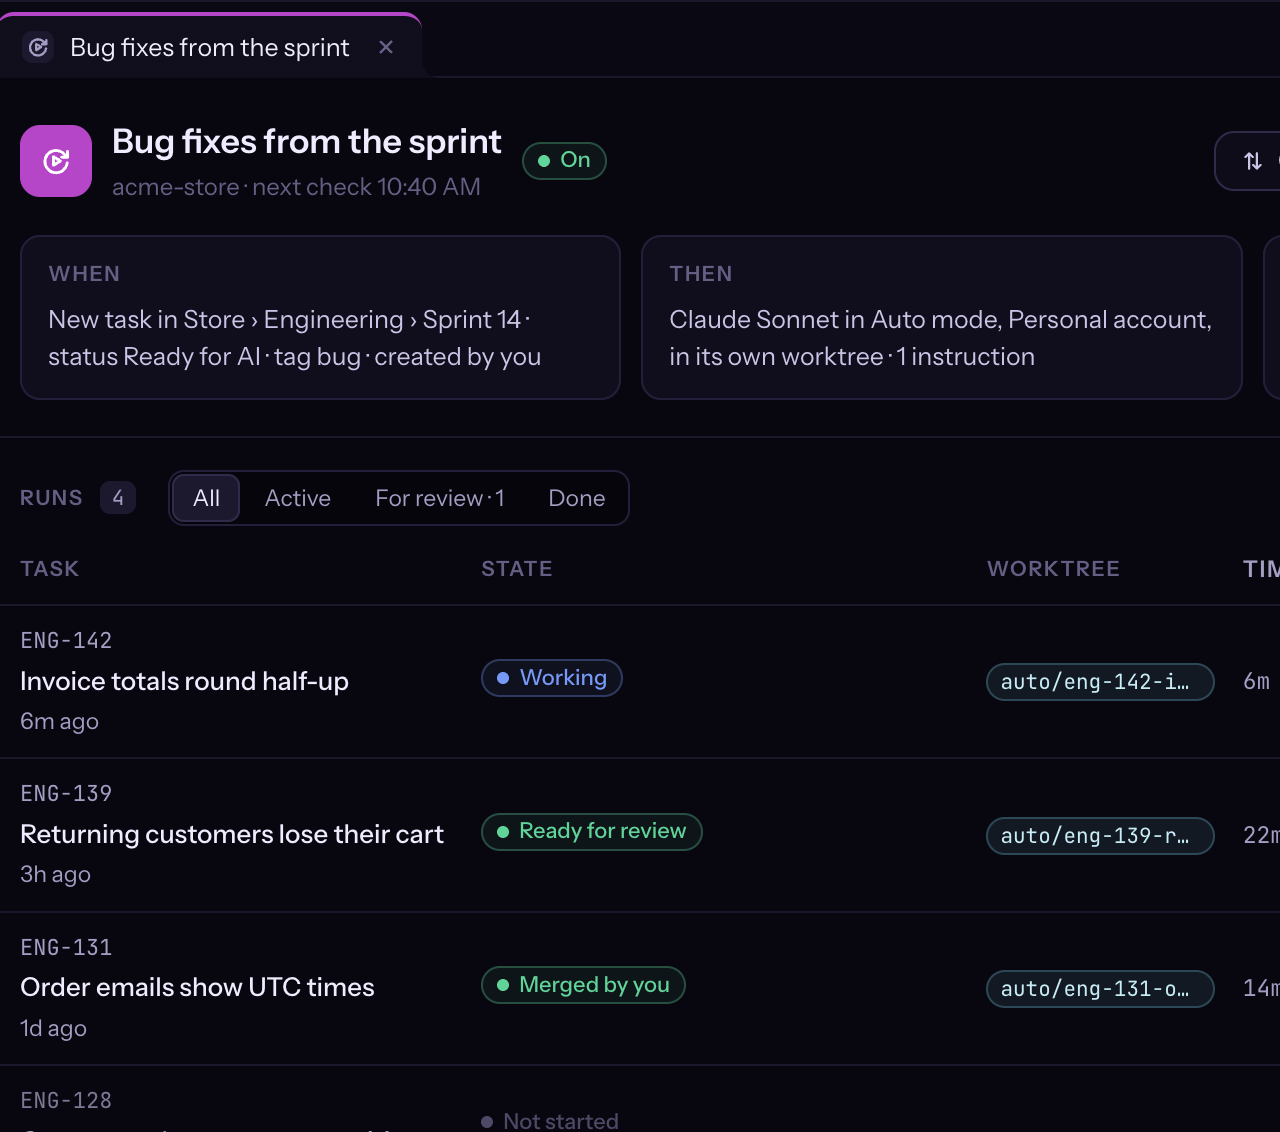 Bug fixes from the sprint
Bug fixes from the sprint
On
acme-store · next check 10:40 AM
WHEN
New task in Store › Engineering › Sprint 14 ·
status Ready for AI · tag bug · created by you
THEN
Claude Sonnet in Auto mode, Personal account,
in its own worktree · 1 instruction
RUNS 4
All Active For review · 1 Done
TASK STATE WORKTREE
ENG-142
Invoice totals round half-up
6m ago
Working
auto/eng-142-i…
6m
ENG-139
Returning customers lose their cart
3h ago
Ready for review
auto/eng-139-r…
22m
ENG-131
Order emails show UTC times
1d ago
Merged by you
auto/eng-131-o…
14m
ENG-128
Not started